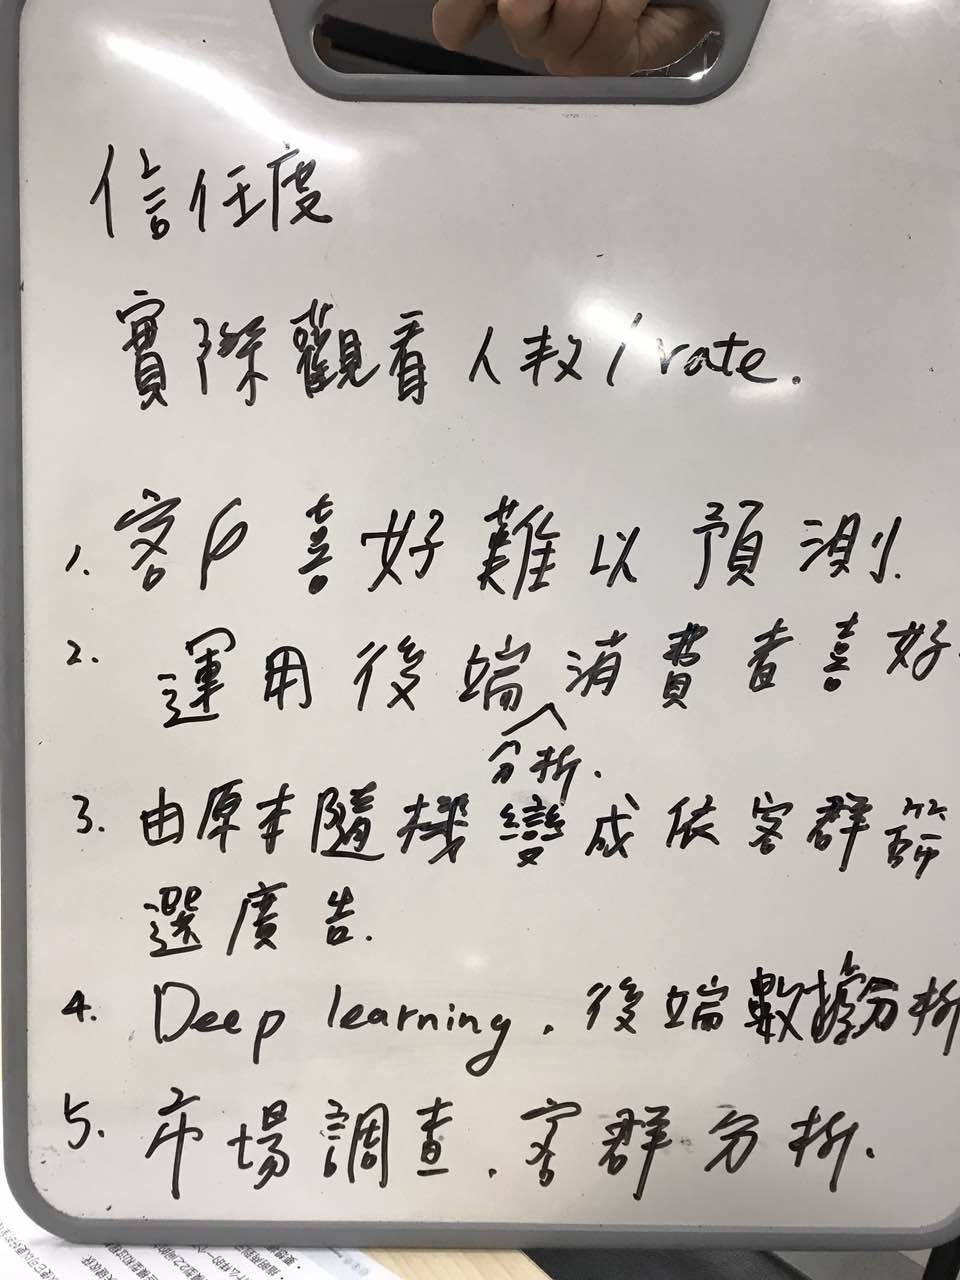 信任度
實際觀看人数/rate.
1. 客戶喜好難以預測.
2. 運用後端消費者喜好
分析.
3. 由原本隨機變成依客群篩
選廣告.
4. Deep learning. 後端數據分析
5. 市場調查. 客群分析.